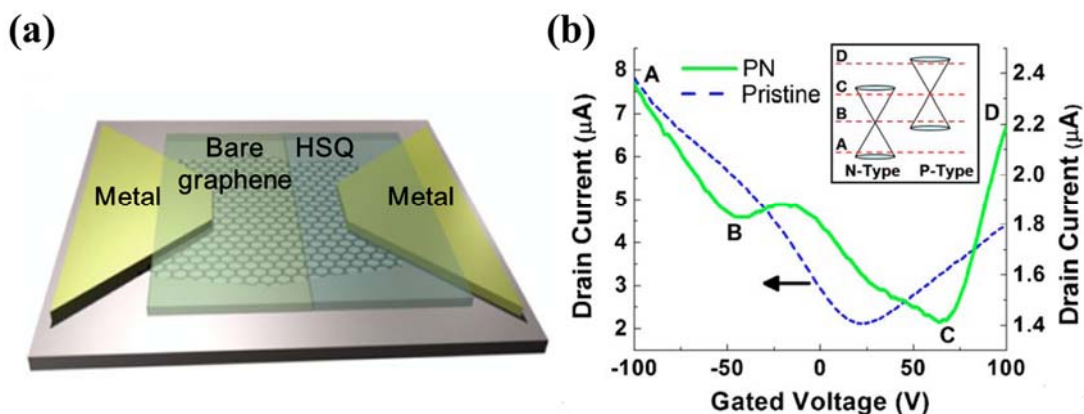 (a)
Bare HSQ
graphene
Metal
Metal
(b)
Drain Current (μA)
8
7
6
5
4
3
2
A
PN
Pristine
B
C
D
D
C
B
A
N-Type P-Type
2.4
2.2
2.0
1.8
1.6
1.4
Drain Current (μA)
-100 -50 0 50 100
Gated Voltage (V)